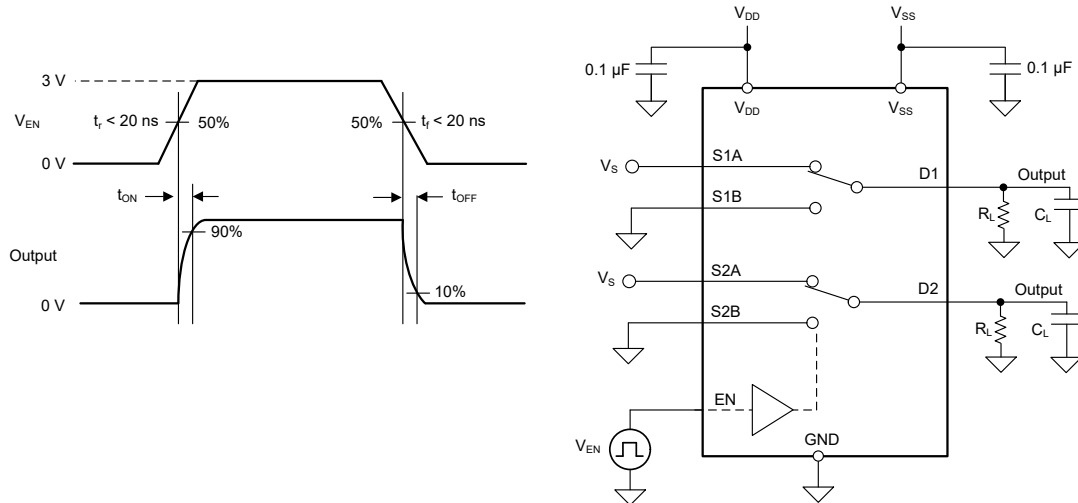 3 V
V_EN
t_r < 20 ns
50%
50%
t_f < 20 ns
0 V
t_ON
t_OFF
90%
Output
10%
0 V
V_DD
V_SS
0.1 µF
0.1 µF
V_DD
V_SS
V_S
S1A
D1
Output
S1B
R_L
C_L
V_S
S2A
D2
Output
S2B
R_L
C_L
EN
V_EN
GND